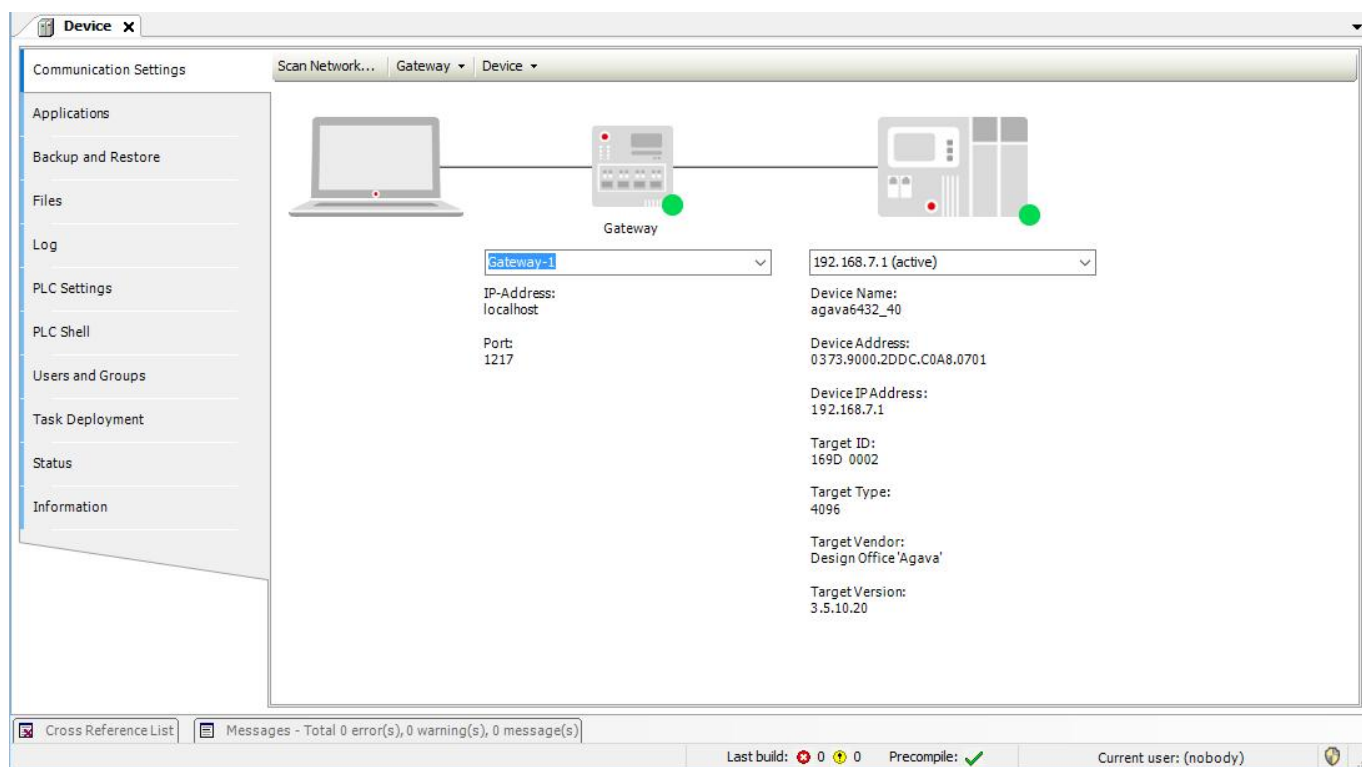 Device
Communication Settings
Scan Network... Gateway Device
Applications
Backup and Restore
Files
Log
PLC Settings
PLC Shell
Users and Groups
Task Deployment
Status
Information
Gateway
Gateway-1
IP-Address:
localhost
Port:
1217
192.168.7.1 (active)
Device Name:
agava6432_40
Device Address:
0373.9000.2DDC.C0A8.0701
Device IP Address:
192.168.7.1
Target ID:
169D 0002
Target Type:
4096
Target Vendor:
Design Office 'Agava'
Target Version:
3.5.10.20
Cross Reference List Messages - Total 0 error(s), 0 warning(s), 0 message(s)
Last build: 0 0 Precompile: Current user: (nobody)